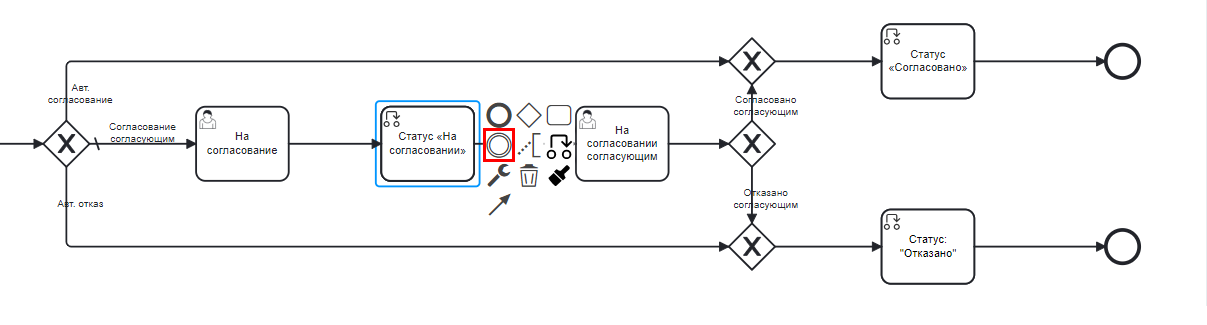 Авт.
согласование
Согласование
согласующим
Авт. отказ
На
согласование
Статус «На
согласовании»
На
согласовании
согласующим
Согласовано
согласующим
Отказано
согласующим
Статус
«Согласовано»
Статус:
"Отказано"